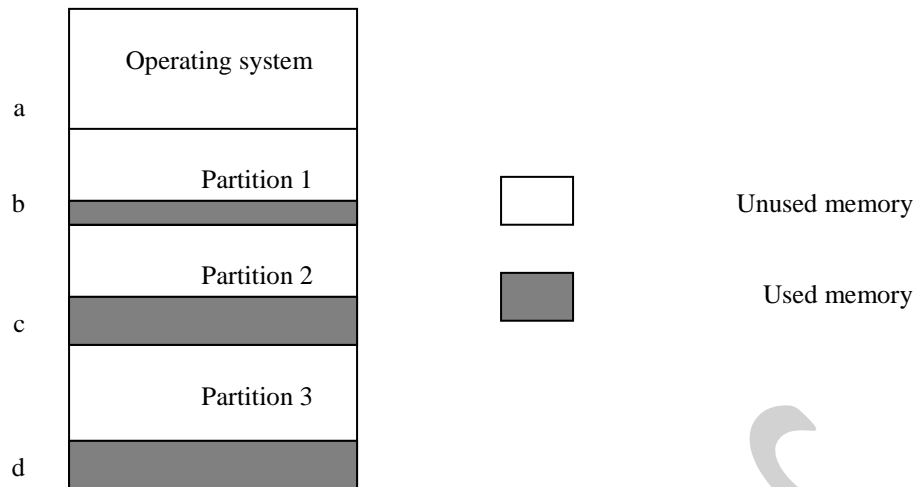 Operating system
a
Partition 1
b
Unused memory
Partition 2
Used memory
c
Partition 3
d